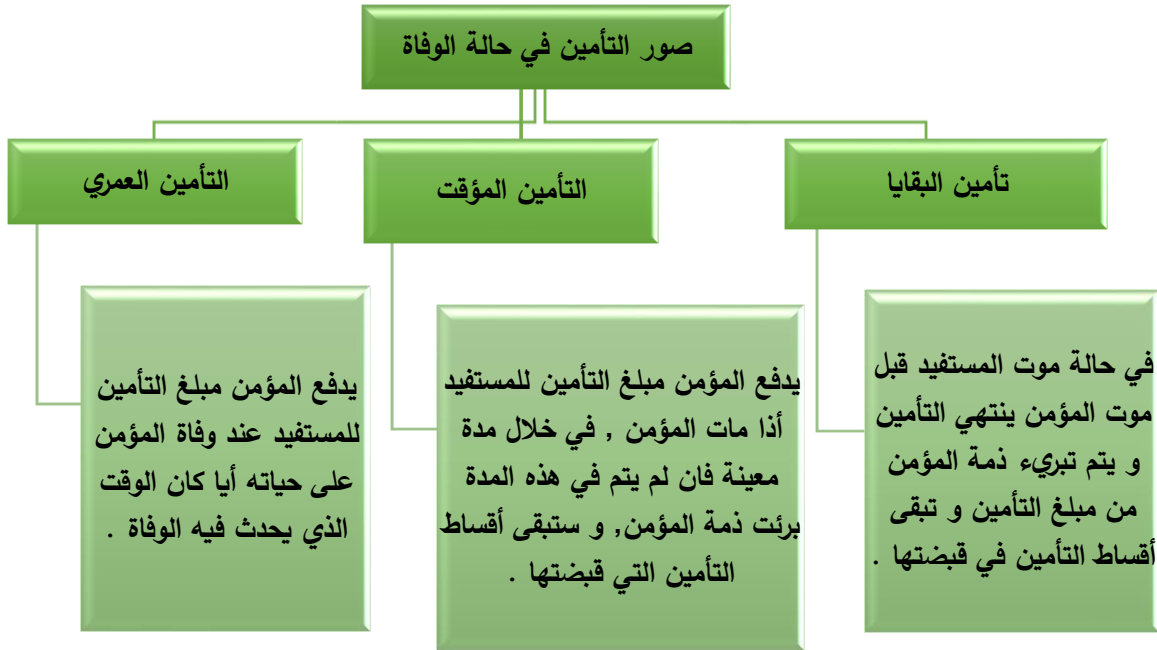 صور التأمين في حالة الوفاة
تأمين البقايا
في حالة موت المستفيد قبل
موت المؤمن ينتهي التأمين
و يتم تبريء ذمة المؤمن
من مبلغ التأمين و تبقى
أقساط التأمين في قبضتها .
التأمين المؤقت
يدفع المؤمن مبلغ التأمين للمستفيد
أذا مات المؤمن , في خلال مدة
معينة فان لم يتم في هذه المدة
برئت ذمة المؤمن, و ستبقى أقساط
التأمين التي قبضتها .
التأمين العمري
يدفع المؤمن مبلغ التأمين
للمستفيد عند وفاة المؤمن
على حياته أيا كان الوقت
الذي يحدث فيه الوفاة .